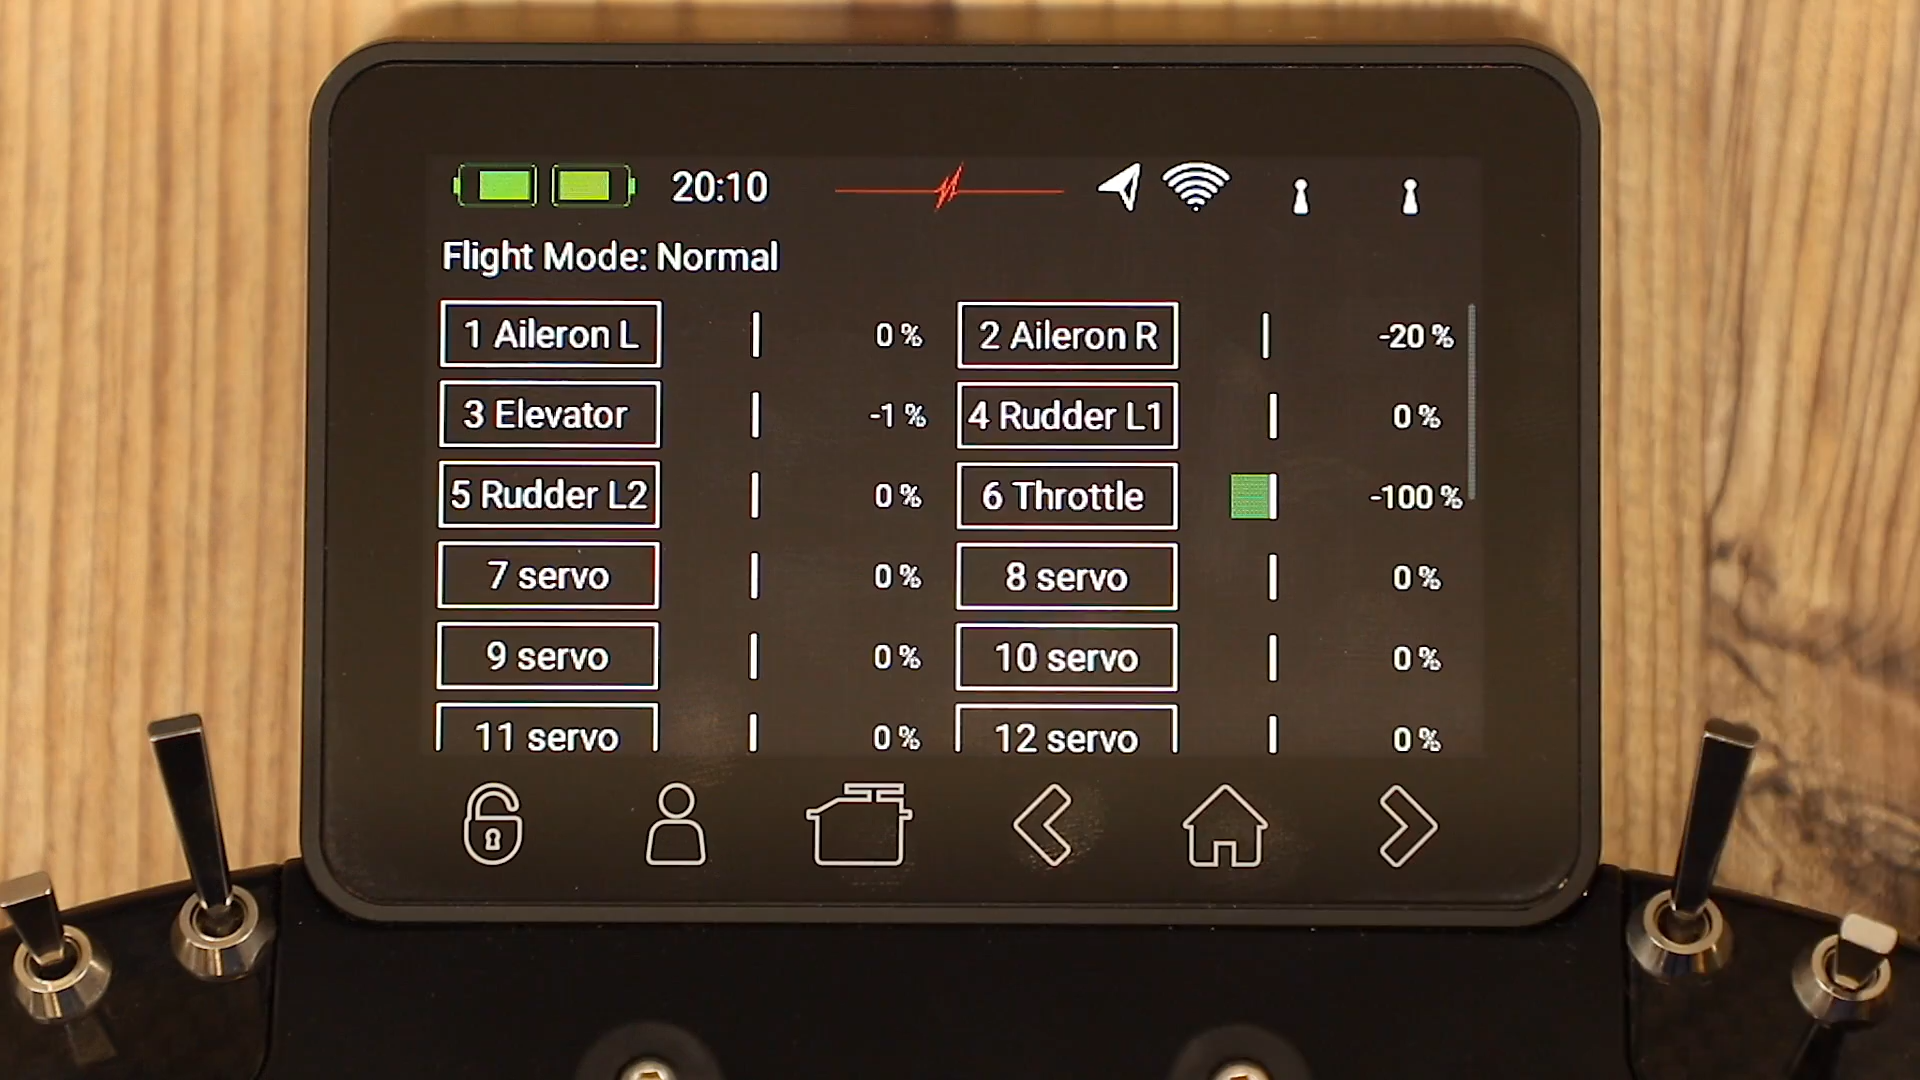 20:10
Flight Mode: Normal
1 Aileron L 0 % 2 Aileron R -20 %
3 Elevator -1 % 4 Rudder L1 0 %
5 Rudder L2 0 % 6 Throttle -100 %
7 servo 0 % 8 servo 0 %
9 servo 0 % 10 servo 0 %
11 servo 0 % 12 servo 0 %